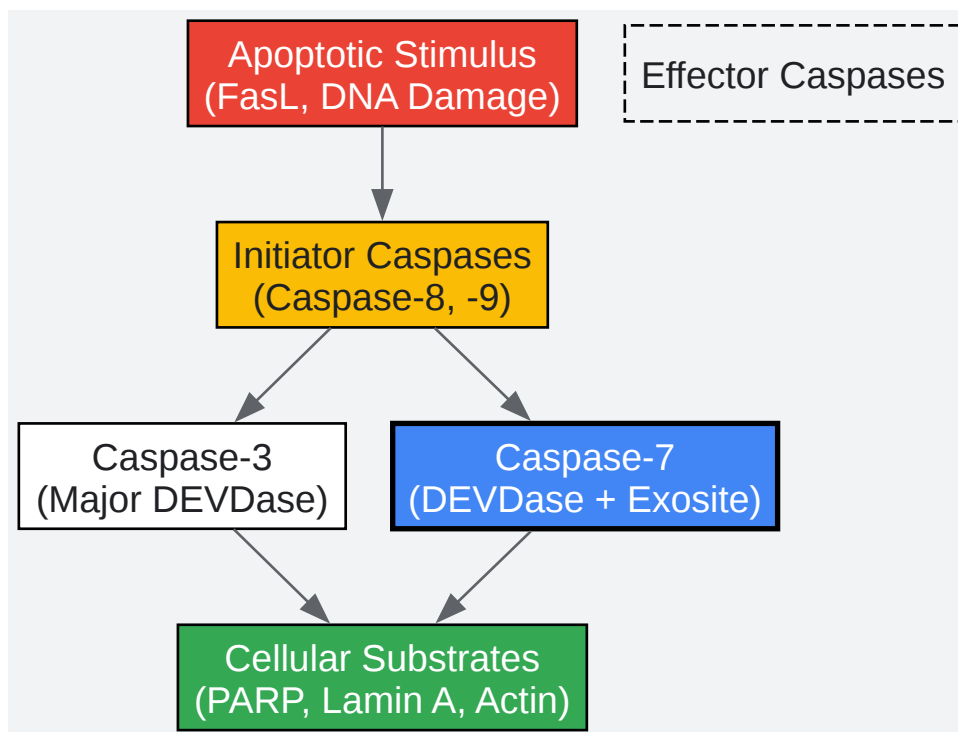 Apoptotic Stimulus
(FasL, DNA Damage)
Effector Caspases
Initiator Caspases
(Caspase-8, -9)
Caspase-3
(Major DEVDase)
Caspase-7
(DEVDase + Exosite)
Cellular Substrates
(PARP, Lamin A, Actin)